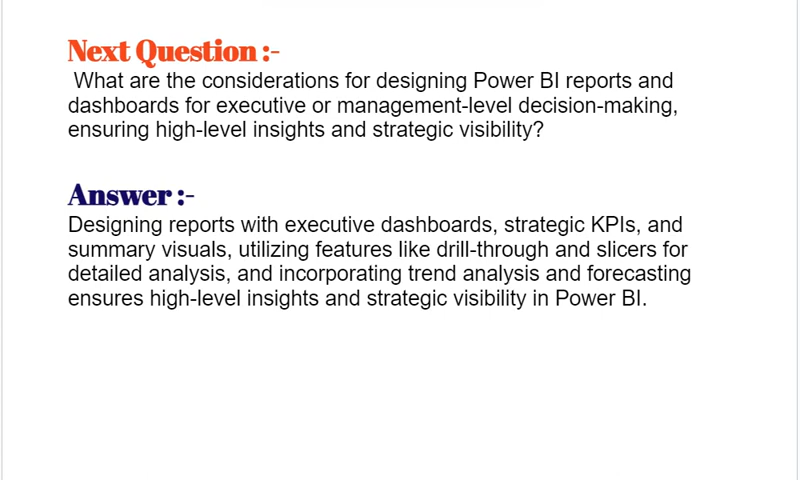 Next Question :-
What are the considerations for designing Power BI reports and
dashboards for executive or management-level decision-making,
ensuring high-level insights and strategic visibility?
Answer :-
Designing reports with executive dashboards, strategic KPIs, and
summary visuals, utilizing features like drill-through and slicers for
detailed analysis, and incorporating trend analysis and forecasting
ensures high-level insights and strategic visibility in Power BI.